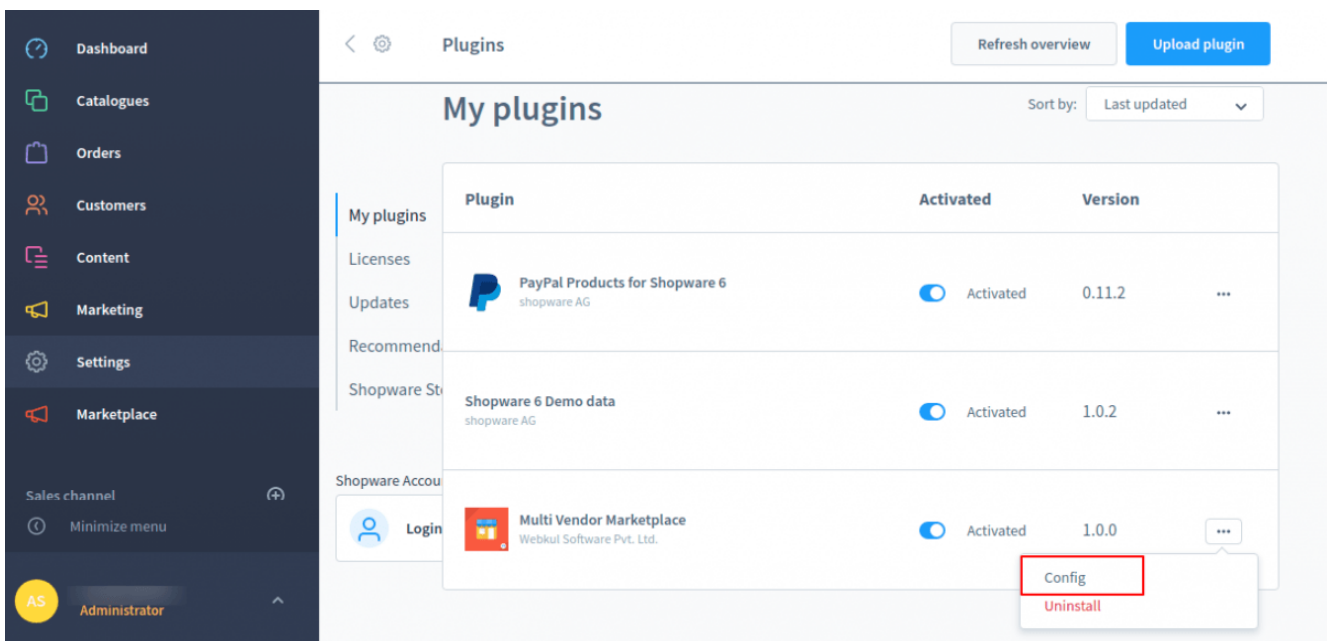 Dashboard
Catalogues
Orders
Customers
Content
Marketing
Settings
Marketplace
Sales channel
Minimize menu
AS
Administrator
Plugins
Refresh overview
Upload plugin
My plugins
Sort by: Last updated
My plugins
Licenses
Updates
Recommend
Shopware Sto
Shopware Accou
Login
Plugin Activated Version
PayPal Products for Shopware 6
shopware AG
Activated 0.11.2
Shopware 6 Demo data
shopware AG
Activated 1.0.2
Multi Vendor Marketplace
Webkul Software Pvt. Ltd.
Activated 1.0.0
Config
Uninstall